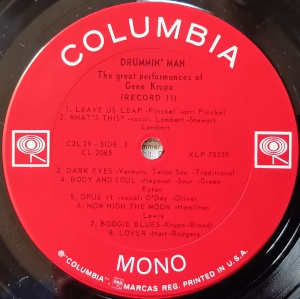 COLUMBIA
DRUMMIN' MAN
The great performances of
Gene Krupa
(RECORD II)
1. LEAVE US LEAP -Finckel -arr: Finckel
2. WHAT'S THIS? -vocal: Lambert -Stewart
Lambert
C2L 29 - SIDE 3
CL 2065
XLP 75339
3. DARK EYES -Ventura, Tenor Sax -Traditional
4. BODY AND SOUL -Heyman -Sour -Green
Eyton
5. OPUS #1 -vocal: O'Day -Oliver
6. HOW HIGH THE MOON -Hamilton
Lewis
7. BOOGIE BLUES -Krupa-Biondi
8. LOVER -Hart-Rodgers
MONO
® "COLUMBIA", MARCAS REG. PRINTED IN U.S.A.